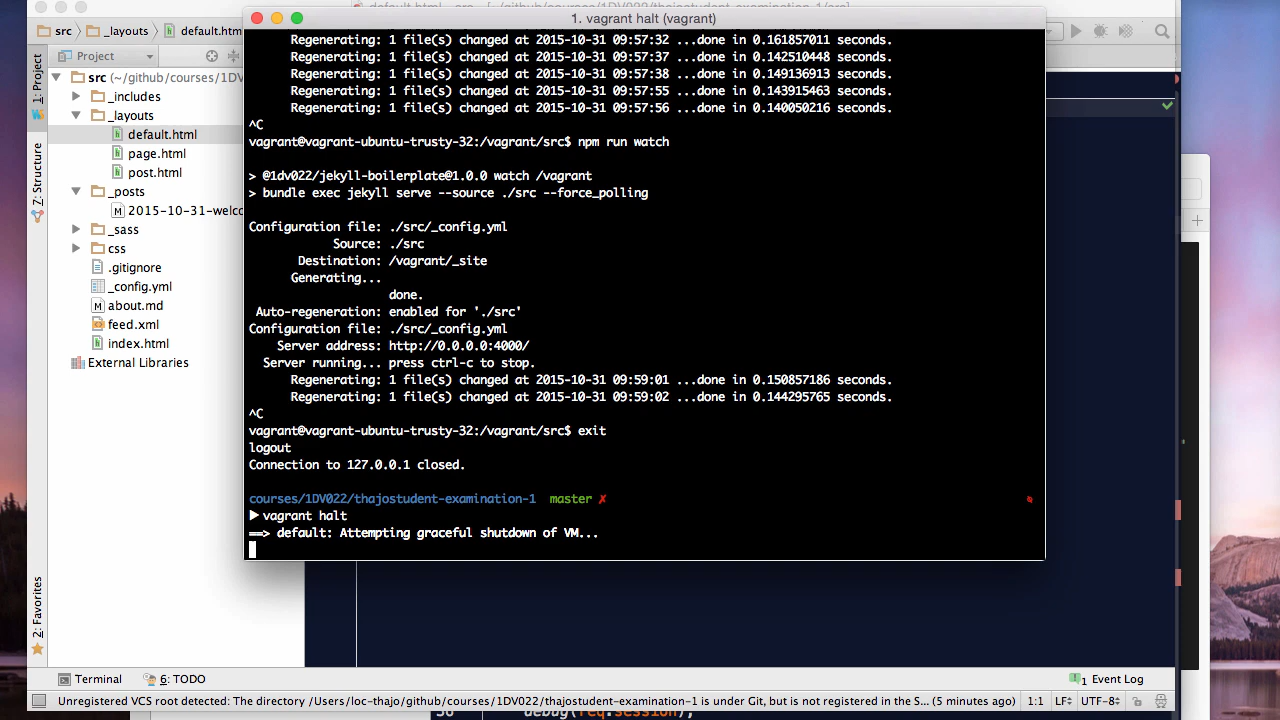 1. vagrant halt (vagrant)
Regenerating: 1 file(s) changed at 2015-10-31 09:57:32 ...done in 0.161857011 seconds.
Regenerating: 1 file(s) changed at 2015-10-31 09:57:37 ...done in 0.142510448 seconds.
Regenerating: 1 file(s) changed at 2015-10-31 09:57:38 ...done in 0.149136913 seconds.
Regenerating: 1 file(s) changed at 2015-10-31 09:57:55 ...done in 0.143915463 seconds.
Regenerating: 1 file(s) changed at 2015-10-31 09:57:56 ...done in 0.140050216 seconds.
^C
vagrant@vagrant-ubuntu-trusty-32:/vagrant/src$ npm run watch
> @1dv022/jekyll-boilerplate@1.0.0 watch /vagrant
> bundle exec jekyll serve --source ./src --force_polling
Configuration file: ./src/_config.yml
Source: ./src
Destination: /vagrant/_site
Generating...
done.
Auto-regeneration: enabled for './src'
Configuration file: ./src/_config.yml
Server address: http://0.0.0.0:4000/
Server running... press ctrl-c to stop.
Regenerating: 1 file(s) changed at 2015-10-31 09:59:01 ...done in 0.150857186 seconds.
Regenerating: 1 file(s) changed at 2015-10-31 09:59:02 ...done in 0.144295765 seconds.
^C
vagrant@vagrant-ubuntu-trusty-32:/vagrant/src$ exit
logout
Connection to 127.0.0.1 closed.
courses/1DV022/thajostudent-examination-1 master ✗
▶ vagrant halt
==> default: Attempting graceful shutdown of VM...
src _layouts default.htm
Project
1: Project
7: Structure
2: Favorites
src (~/github/courses/1DV
_includes
_layouts
default.html
page.html
post.html
_posts
2015-10-31-welco
_sass
css
.gitignore
_config.yml
about.md
feed.xml
index.html
External Libraries
Terminal 6: TODO 1 Event Log
Unregistered VCS root detected: The directory /Users/loc-thajo/github/courses/1DV022/thajostudent-examination-1 is under Git, but is not registered in the S... (5 minutes ago) 1:1 LF÷ UTF-8÷
debug(req.session);